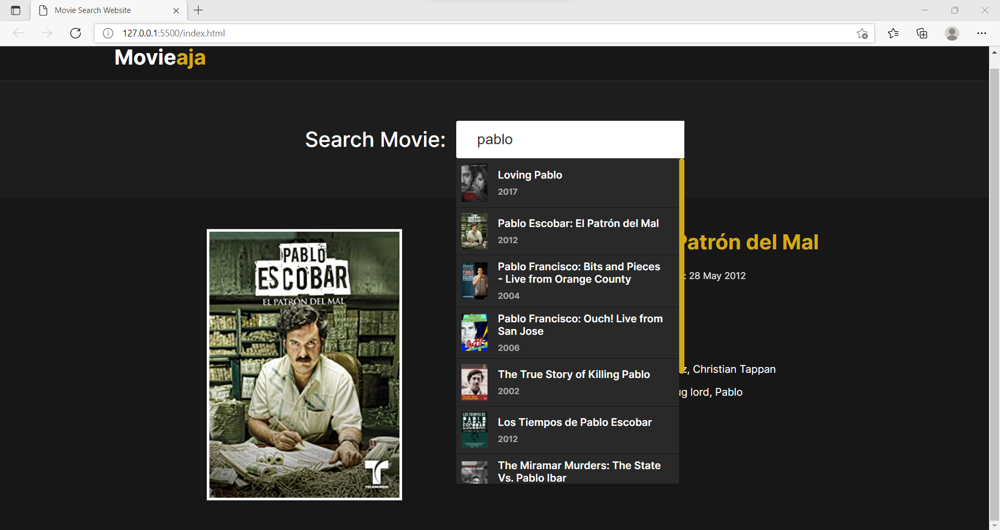 Movie Search Website
127.0.0.1:5500/index.html
Movieaja
Search Movie:
pablo
Loving Pablo
2017
Pablo Escobar: El Patrón del Mal
2012
Pablo Francisco: Bits and Pieces
- Live from Orange County
2004
Pablo Francisco: Ouch! Live from
San Jose
2006
The True Story of Killing Pablo
2002
Los Tiempos de Pablo Escobar
2012
The Miramar Murders: The State
Vs. Pablo Ibar
PABLO
ESCOBAR
EL PATRÓN DEL MAL
TELEMUNDO
Patrón del Mal
: 28 May 2012
z, Christian Tappan
ug lord, Pablo